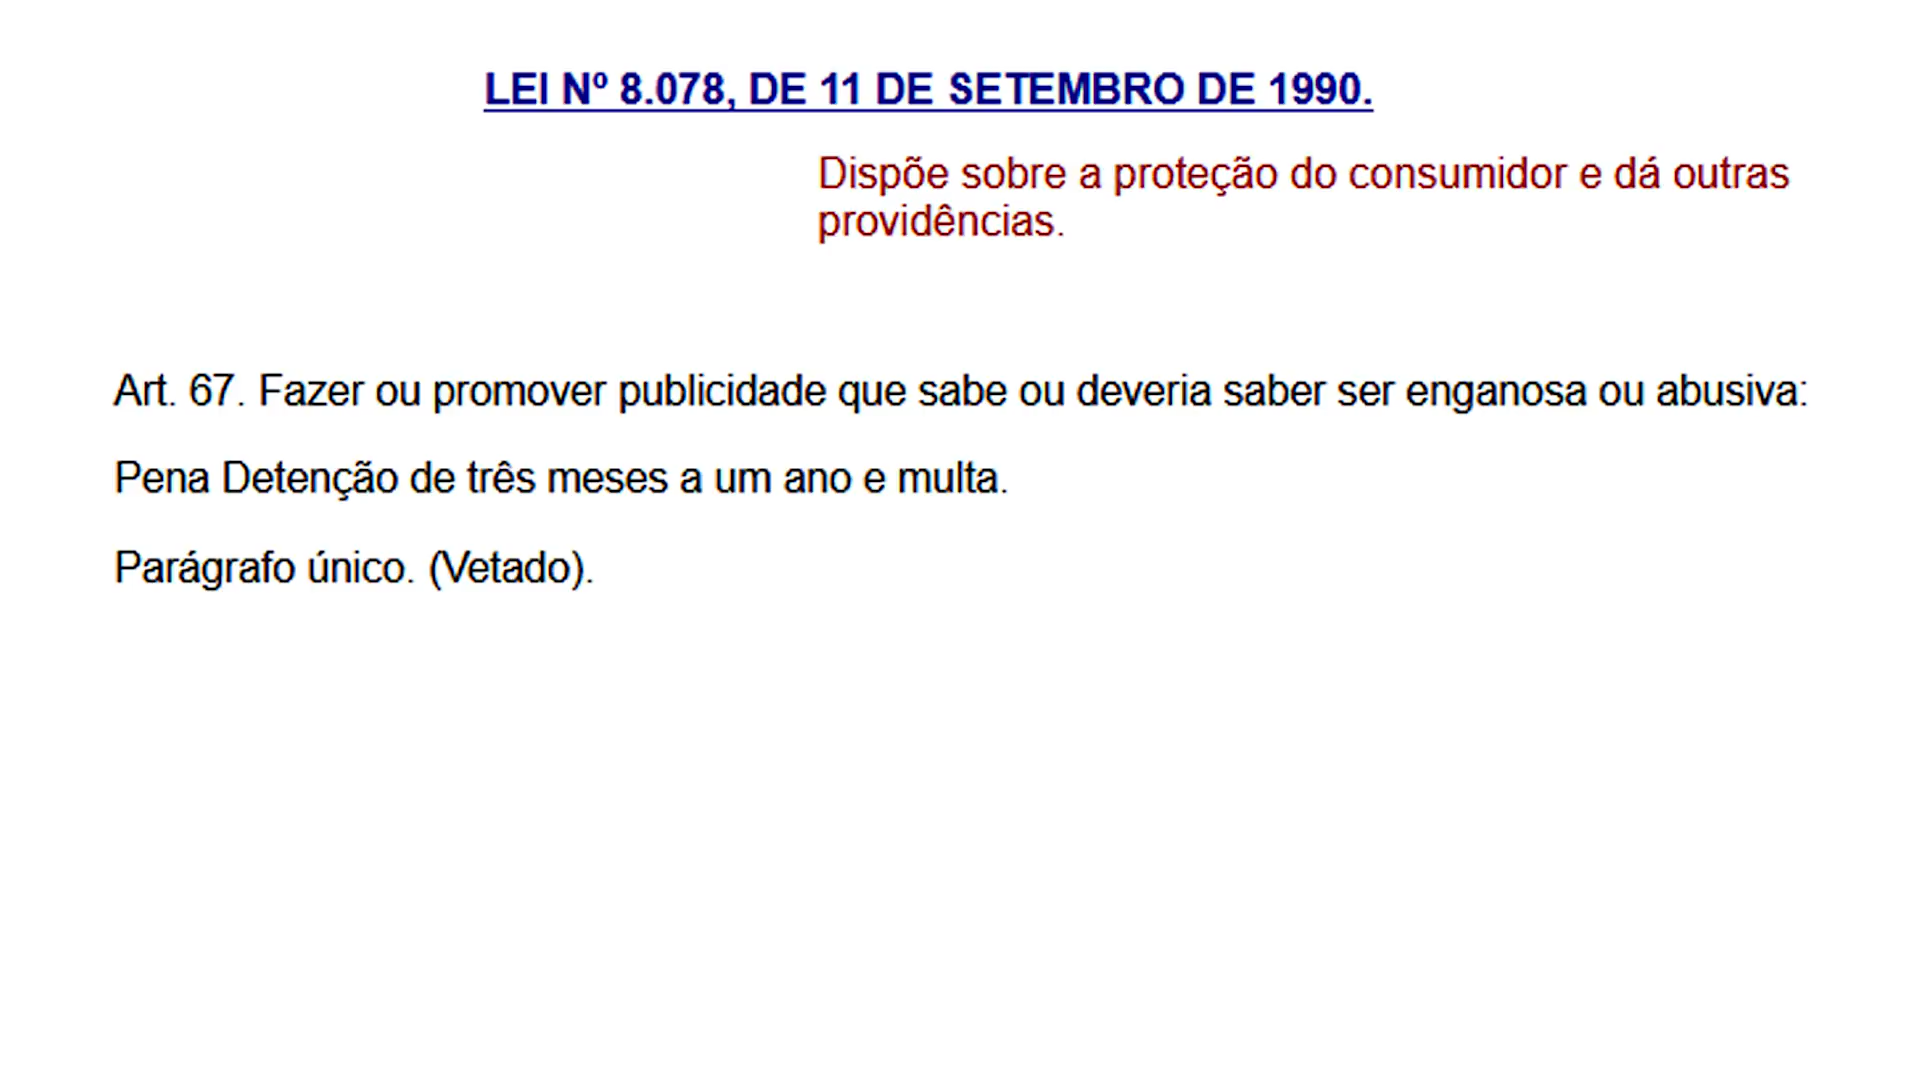 LEI Nº 8.078, DE 11 DE SETEMBRO DE 1990.
Dispõe sobre a proteção do consumidor e dá outras
providências.
Art. 67. Fazer ou promover publicidade que sabe ou deveria saber ser enganosa ou abusiva:
Pena Detenção de três meses a um ano e multa.
Parágrafo único. (Vetado).